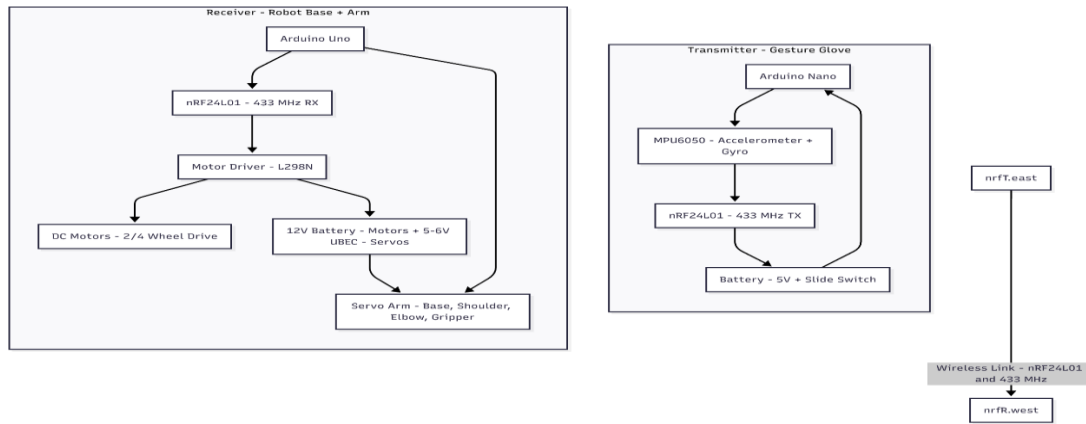 Receiver - Robot Base + Arm
Arduino Uno
nRF24L01 - 433 MHz RX
Motor Driver - L298N
DC Motors - 2/4 Wheel Drive
12V Battery - Motors + 5-6V
UBEC - Servos
Servo Arm - Base, Shoulder,
Elbow, Gripper
Transmitter - Gesture Glove
Arduino Nano
MPU6050 - Accelerometer +
Gyro
nRF24L01 - 433 MHz TX
Battery - 5V + Slide Switch
nrfT.east
Wireless Link - nRF24L01
and 433 MHz
nrfR.west